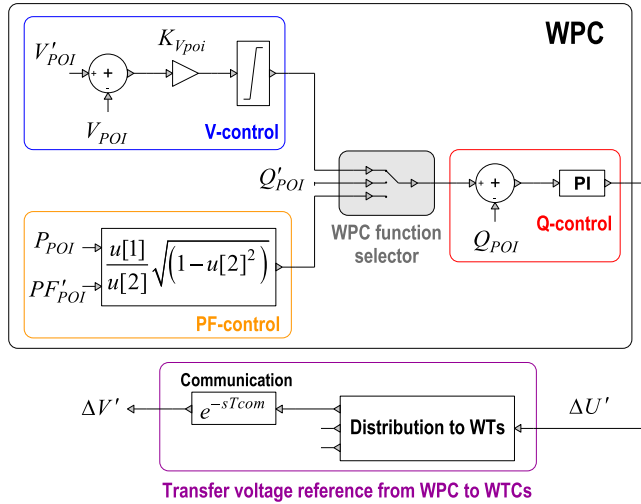 WPC
V'POI
+
+
-
VPOI
KVpoi
V-control
Q'POI
WPC function
selector
+
+
-
QPOI
PI
Q-control
PPOI
PF'POI
u[1]
u[2]
√(1−u[2]²)
PF-control
Communication
ΔV'
e^−sTcom
Distribution to WTs
ΔU'
Transfer voltage reference from WPC to WTCs